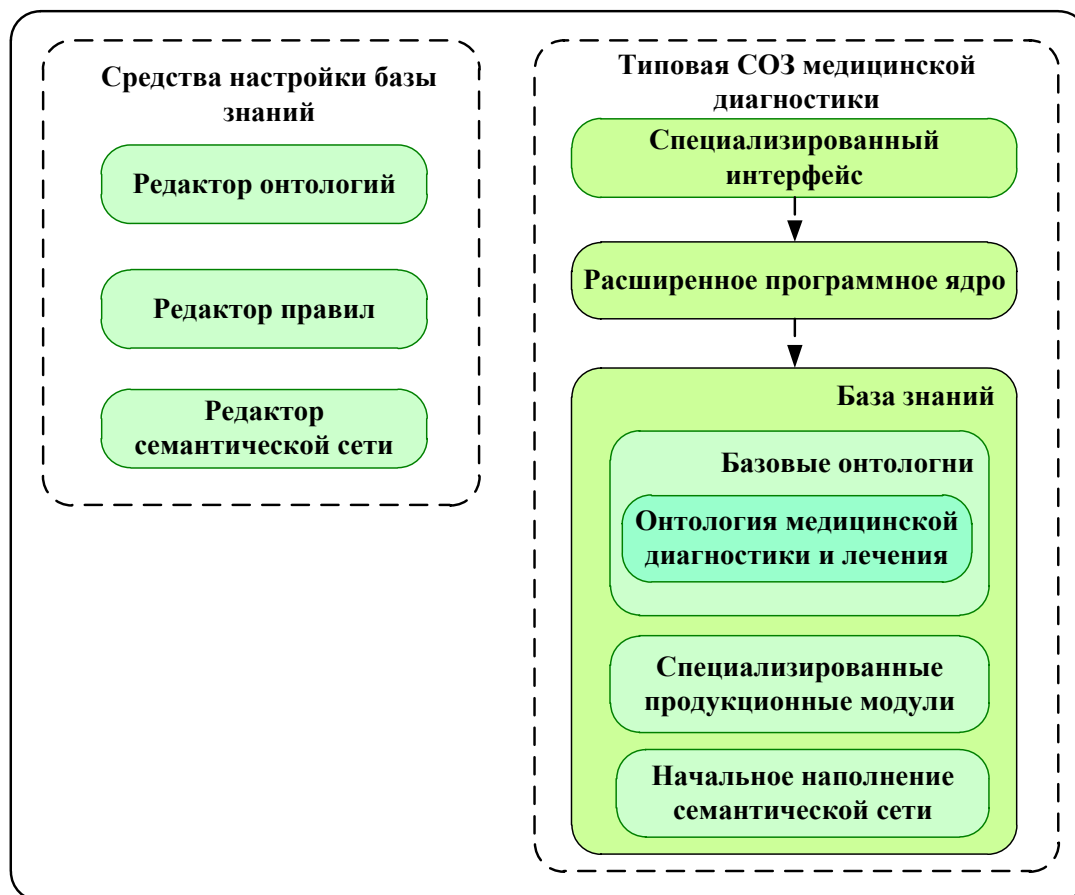 Средства настройки базы
знаний
Редактор онтологий
Редактор правил
Редактор
семантической сети
Типовая СОЗ медицинской
диагностики
Специализированный
интерфейс
Расширенное программное ядро
База знаний
Базовые онтологни
Онтология медицинской
диагностики и лечения
Специализированные
продукционные модули
Начальное наполнение
семантической сети